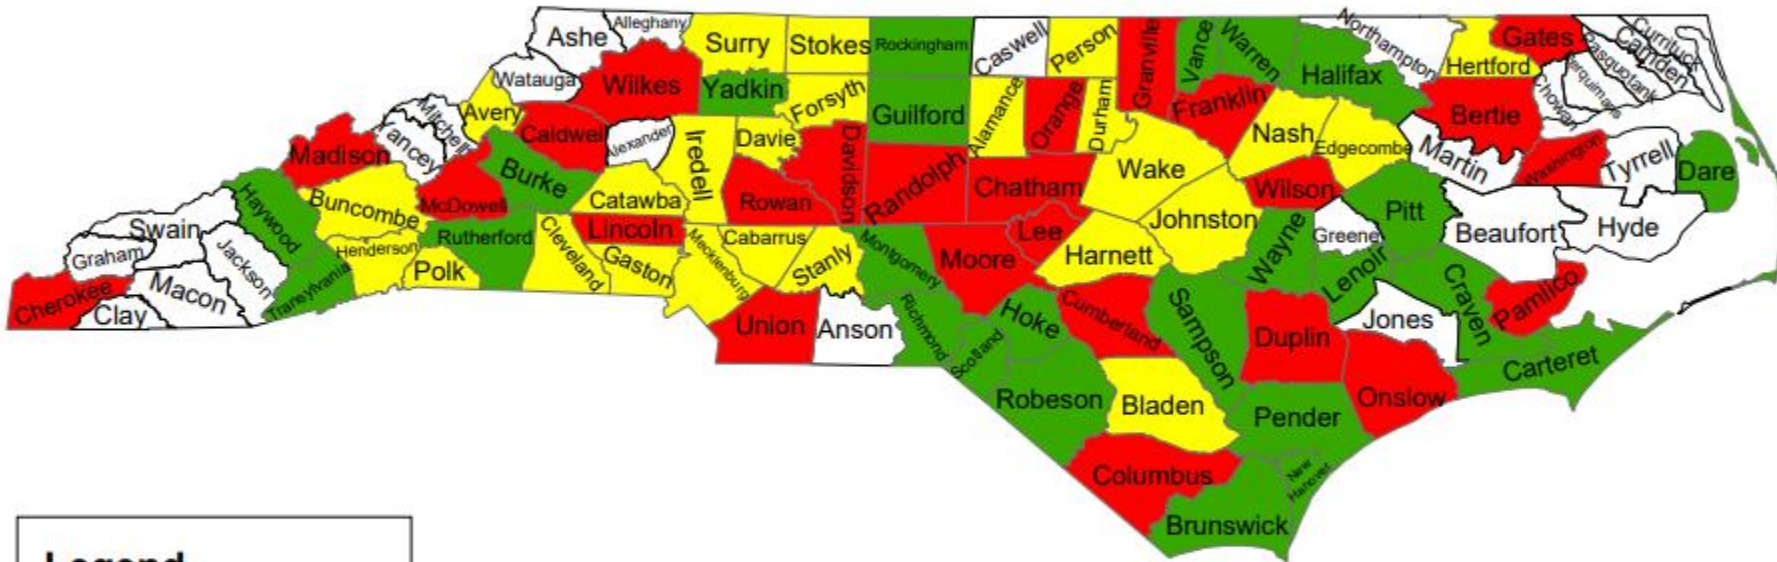 Ashe
Alleghany
Surry
Stokes
Rockingham
Caswell
Person
Granville
Vance
Warren
Northampton
Gates
Currituck
Camden
Pasquotank
Perquimans
Chowan
Hertford
Halifax
Watauga
Wilkes
Yadkin
Forsyth
Guilford
Alamance
Orange
Durham
Franklin
Nash
Edgecombe
Bertie
Martin
Washington
Tyrrell
Dare
Mitchell
Avery
Yancey
Caldwell
Alexander
Iredell
Davie
Davidson
Randolph
Chatham
Wake
Wilson
Madison
Buncombe
McDowell
Burke
Catawba
Rowan
Johnston
Pitt
Beaufort
Hyde
Haywood
Swain
Graham
Jackson
Henderson
Rutherford
Cleveland
Lincoln
Gaston
Mecklenburg
Cabarrus
Stanly
Montgomery
Moore
Lee
Harnett
Wayne
Greene
Lenoir
Craven
Pamlico
Cherokee
Clay
Macon
Transylvania
Polk
Union
Anson
Richmond
Scotland
Hoke
Cumberland
Sampson
Duplin
Jones
Carteret
Onslow
Robeson
Bladen
Pender
Columbus
New
Hanover
Brunswick
Legend